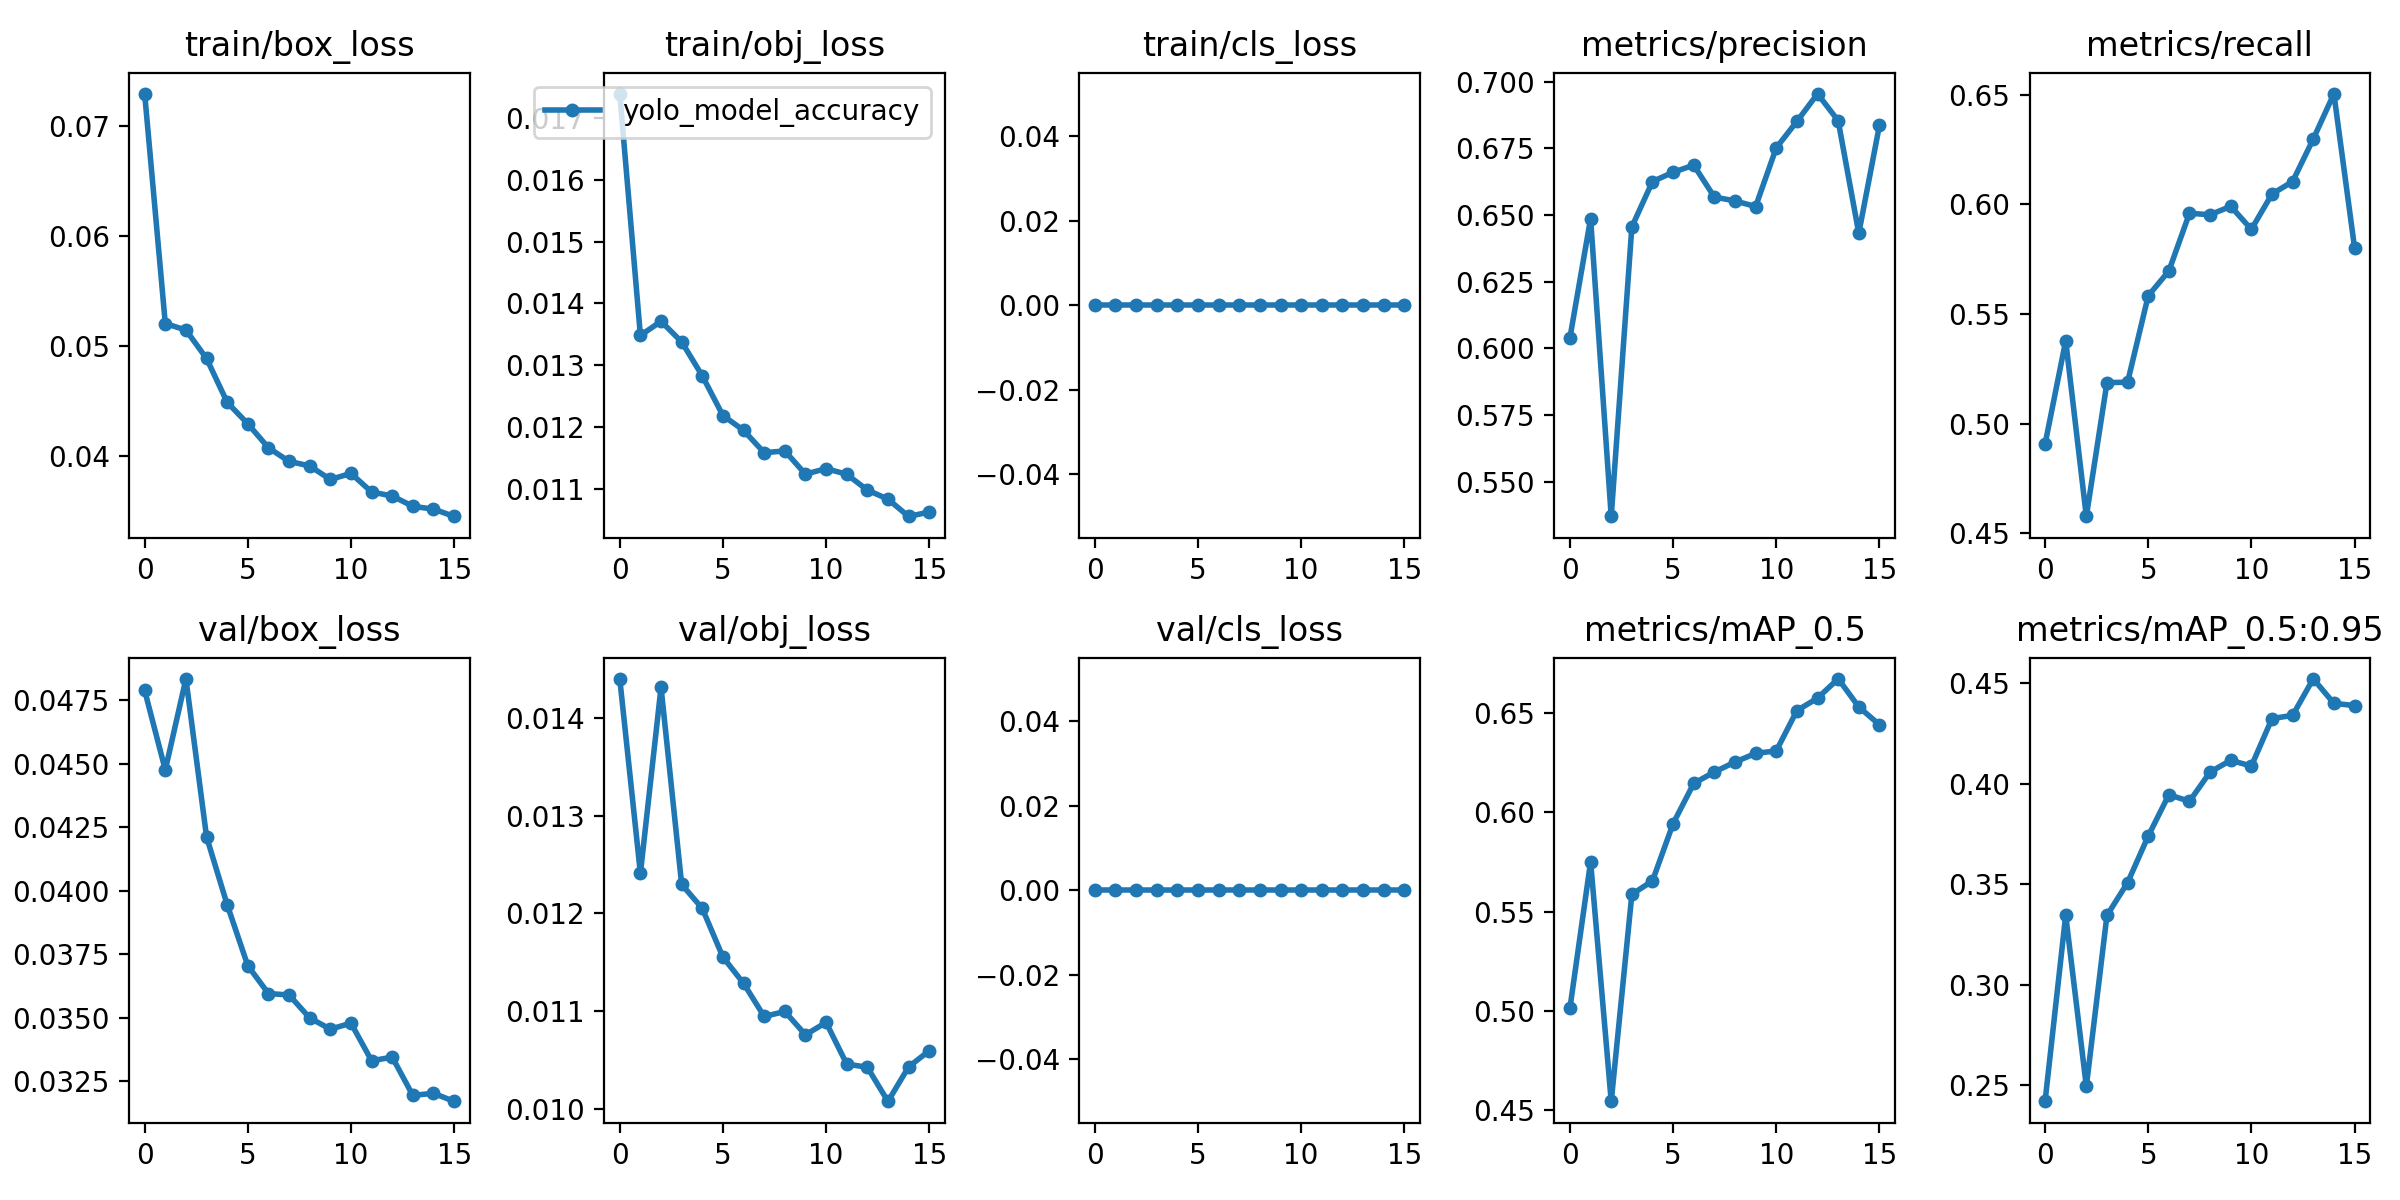 train/box_loss
0.07
0.06
0.05
0.04
0 5 10 15
train/obj_loss
yolo_model_accuracy
0.017
0.016
0.015
0.014
0.013
0.012
0.011
0 5 10 15
train/cls_loss
0.04
0.02
0.00
−0.02
−0.04
0 5 10 15
metrics/precision
0.700
0.675
0.650
0.625
0.600
0.575
0.550
0 5 10 15
metrics/recall
0.65
0.60
0.55
0.50
0.45
0 5 10 15
val/box_loss
0.0475
0.0450
0.0425
0.0400
0.0375
0.0350
0.0325
0 5 10 15
val/obj_loss
0.014
0.013
0.012
0.011
0.010
0 5 10 15
val/cls_loss
0.04
0.02
0.00
−0.02
−0.04
0 5 10 15
metrics/mAP_0.5
0.65
0.60
0.55
0.50
0.45
0 5 10 15
metrics/mAP_0.5:0.95
0.45
0.40
0.35
0.30
0.25
0 5 10 15